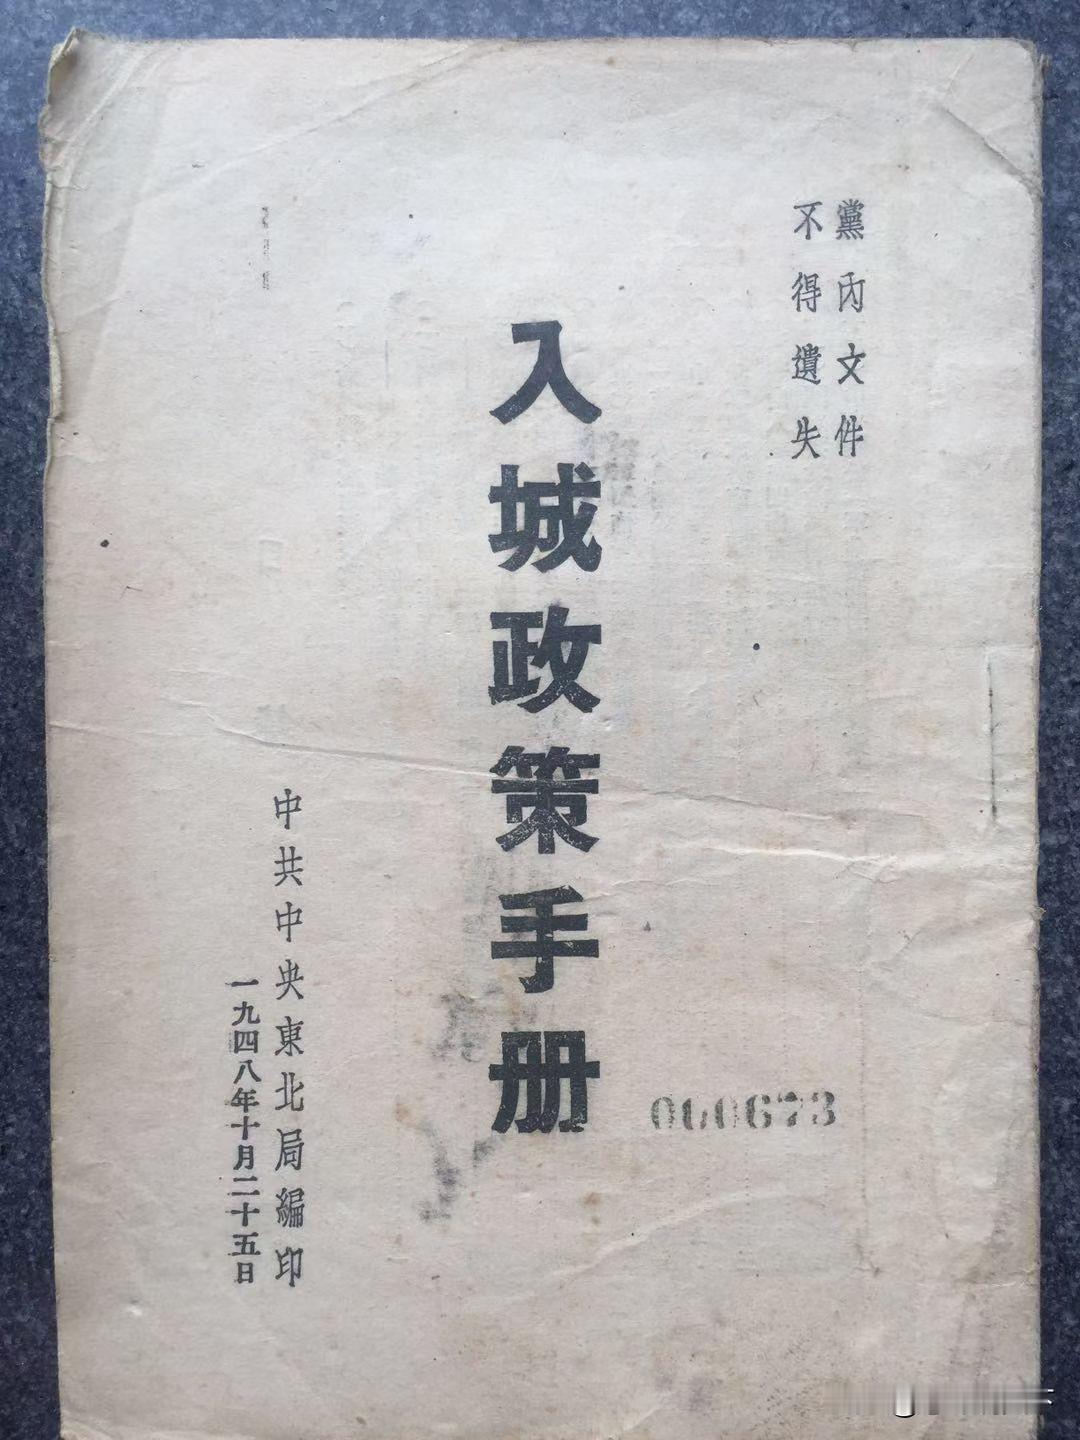 黨內文件
不得遺失
入城政策手册
000673
中共中央東北局編印
一九四八年十月二十五日